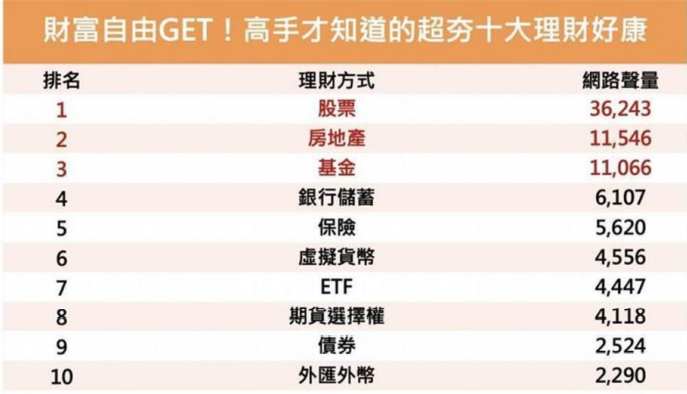 財富自由GET！高手才知道的超夯十大理財好康
排名 理財方式 網路聲量
1 股票 36,243
2 房地產 11,546
3 基金 11,066
4 銀行儲蓄 6,107
5 保險 5,620
6 虛擬貨幣 4,556
7 ETF 4,447
8 期貨選擇權 4,118
9 債券 2,524
10 外匯外幣 2,290